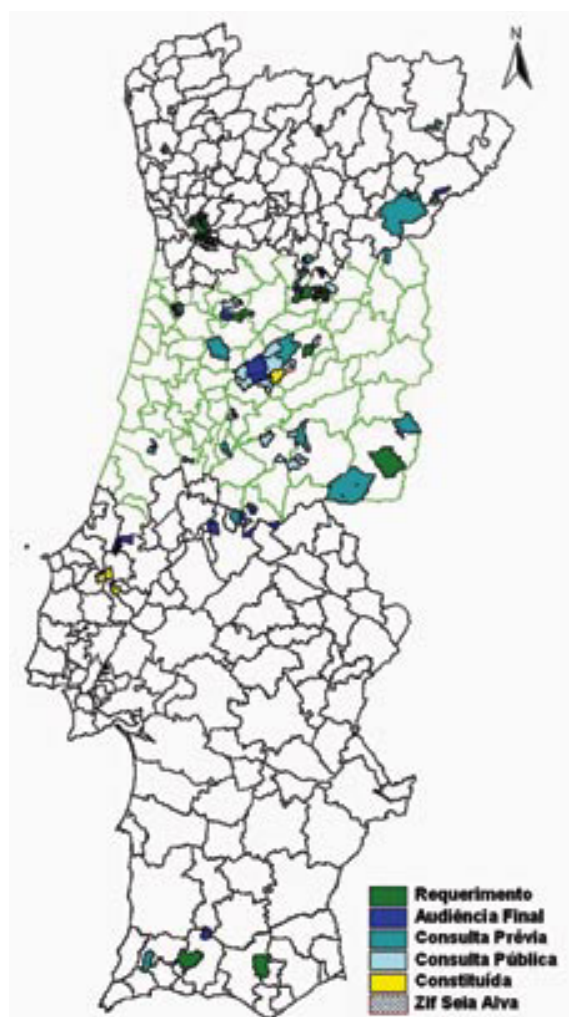 N
Requerimento
Audiência Final
Consulta Prévia
Consulta Pública
Constituída
Zif Seia Alva